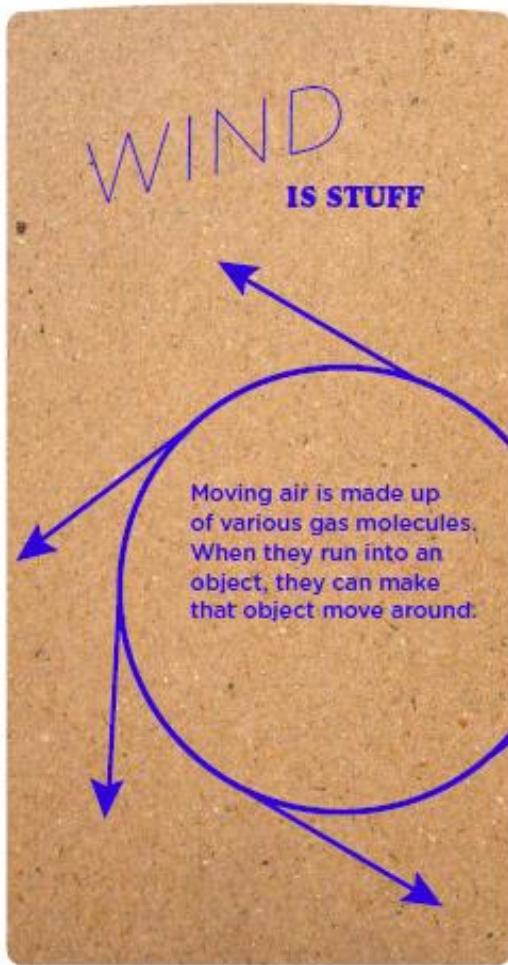 WIND
IS STUFF
Moving air is made up
of various gas molecules.
When they run into an
object, they can make
that object move around.